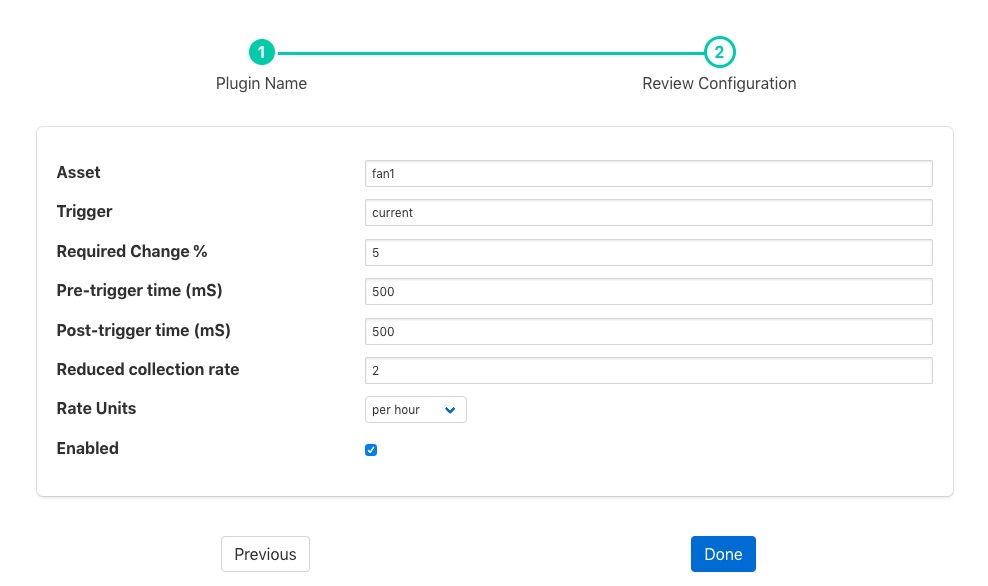 1
2
Plugin Name
Review Configuration
Asset
fan1
Trigger
current
Required Change %
5
Pre-trigger time (mS)
500
Post-trigger time (mS)
500
Reduced collection rate
2
Rate Units
per hour
Enabled
Previous
Done